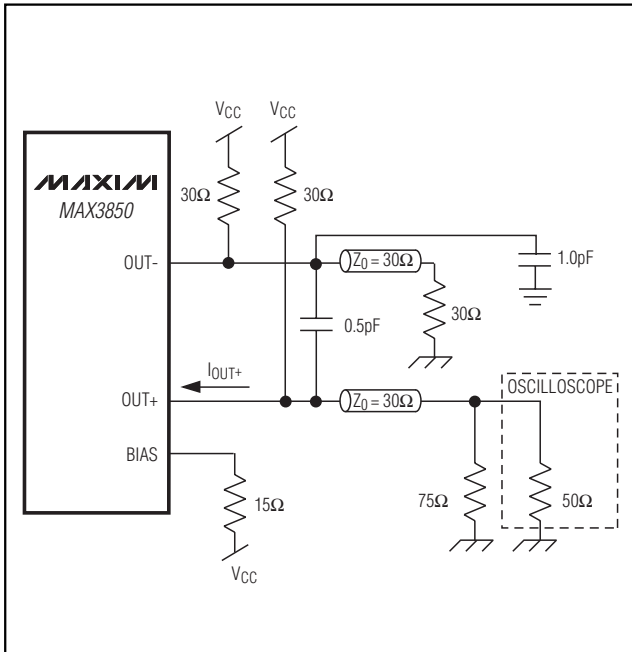 VCC VCC
MAXIM
MAX3850
30Ω 30Ω
OUT-
Z0 = 30Ω
1.0pF
0.5pF
30Ω
IOUT+
OSCILLOSCOPE
OUT+
Z0 = 30Ω
BIAS
15Ω
75Ω 50Ω
VCC